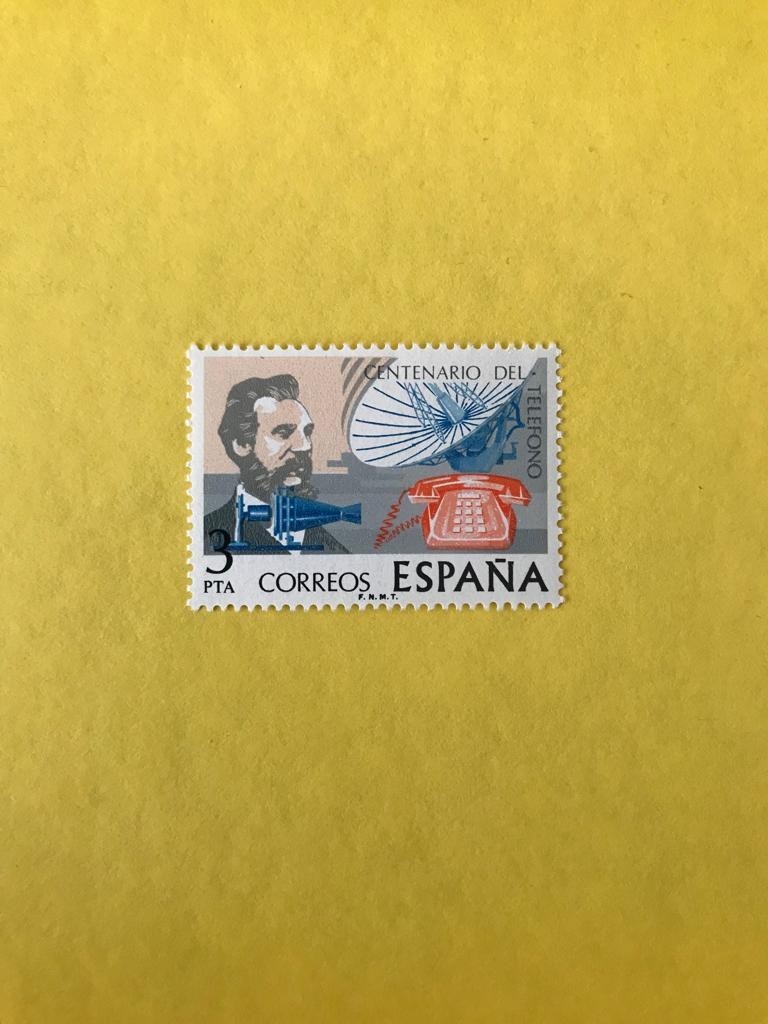 CENTENARIO DEL
TELEFONO
3
PTA
CORREOS ESPAÑA
F.N.M.T.